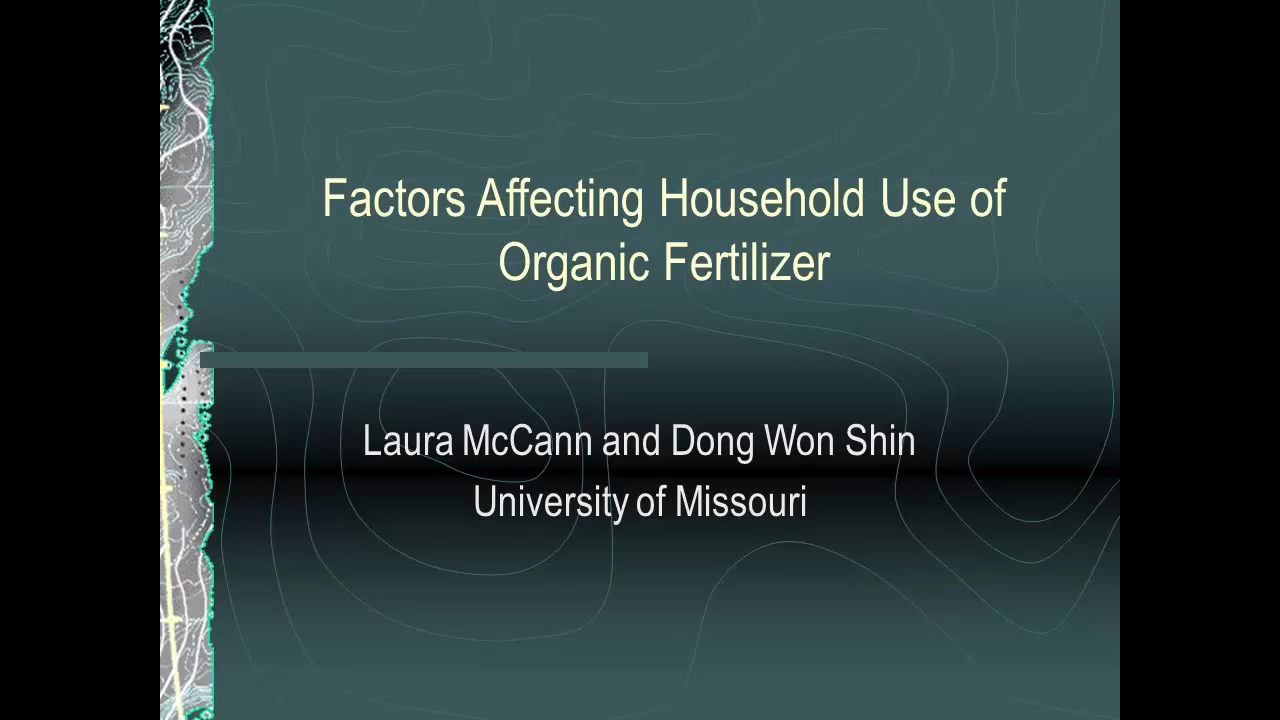 Factors Affecting Household Use of
Organic Fertilizer
Laura McCann and Dong Won Shin
University of Missouri